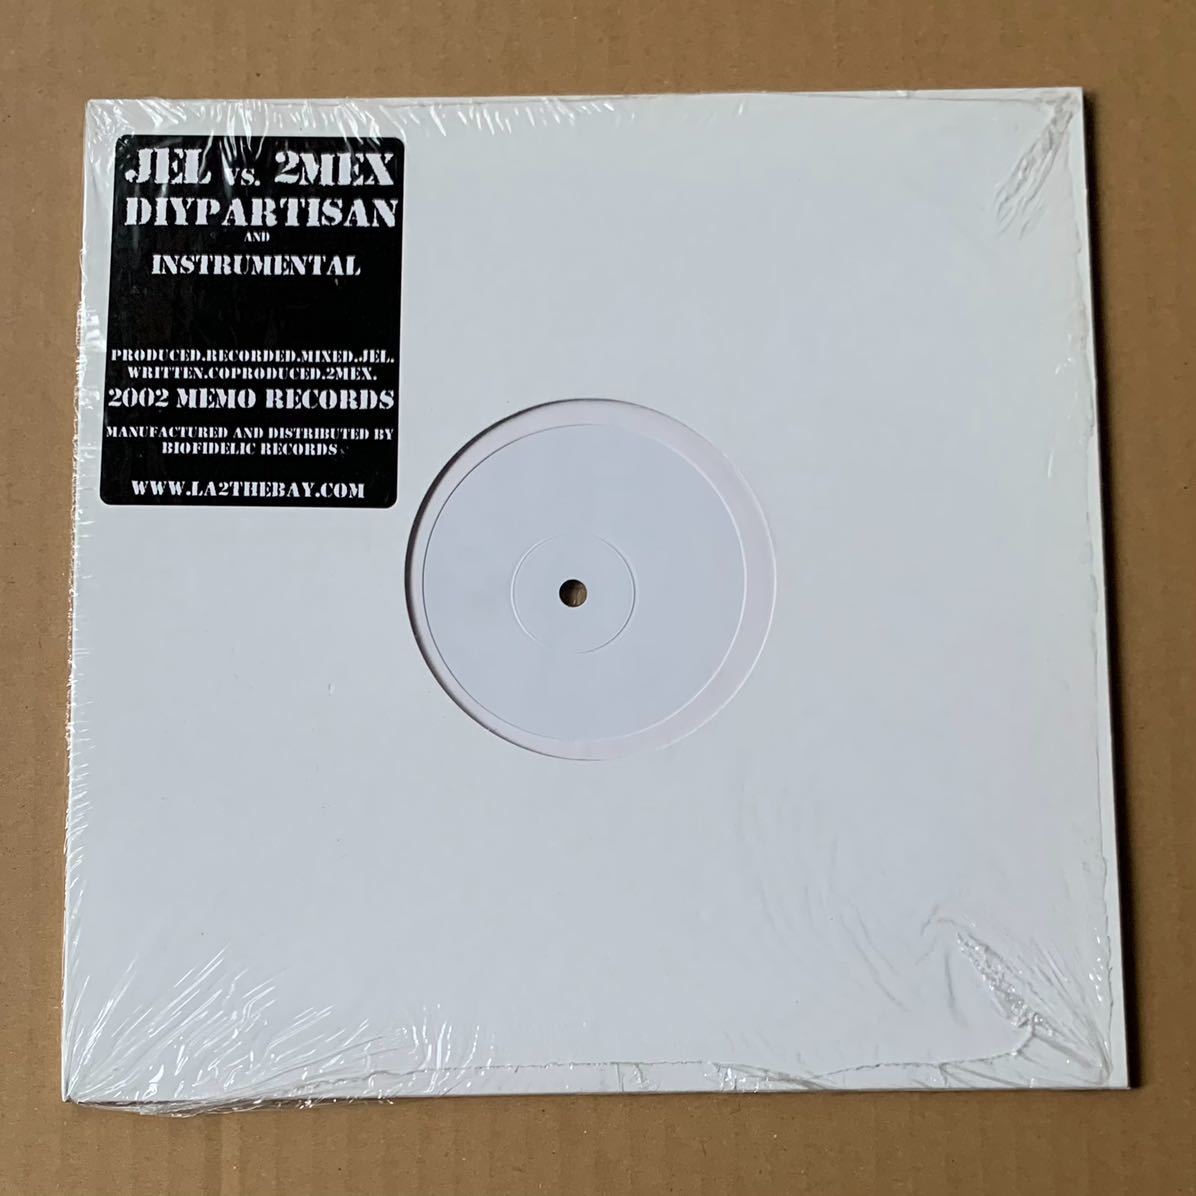 JEL VS. 2MEX
DIYPARTISAN
AND
INSTRUMENTAL
PRODUCED.RECORDED.MIXED.JEL.
WRITTEN.COPRODUCED.2MEX.
2002 MEMO RECORDS
MANUFACTURED AND DISTRIBUTED BY
BIOFIDELIC RECORDS
WWW.LA2THEBAY.COM